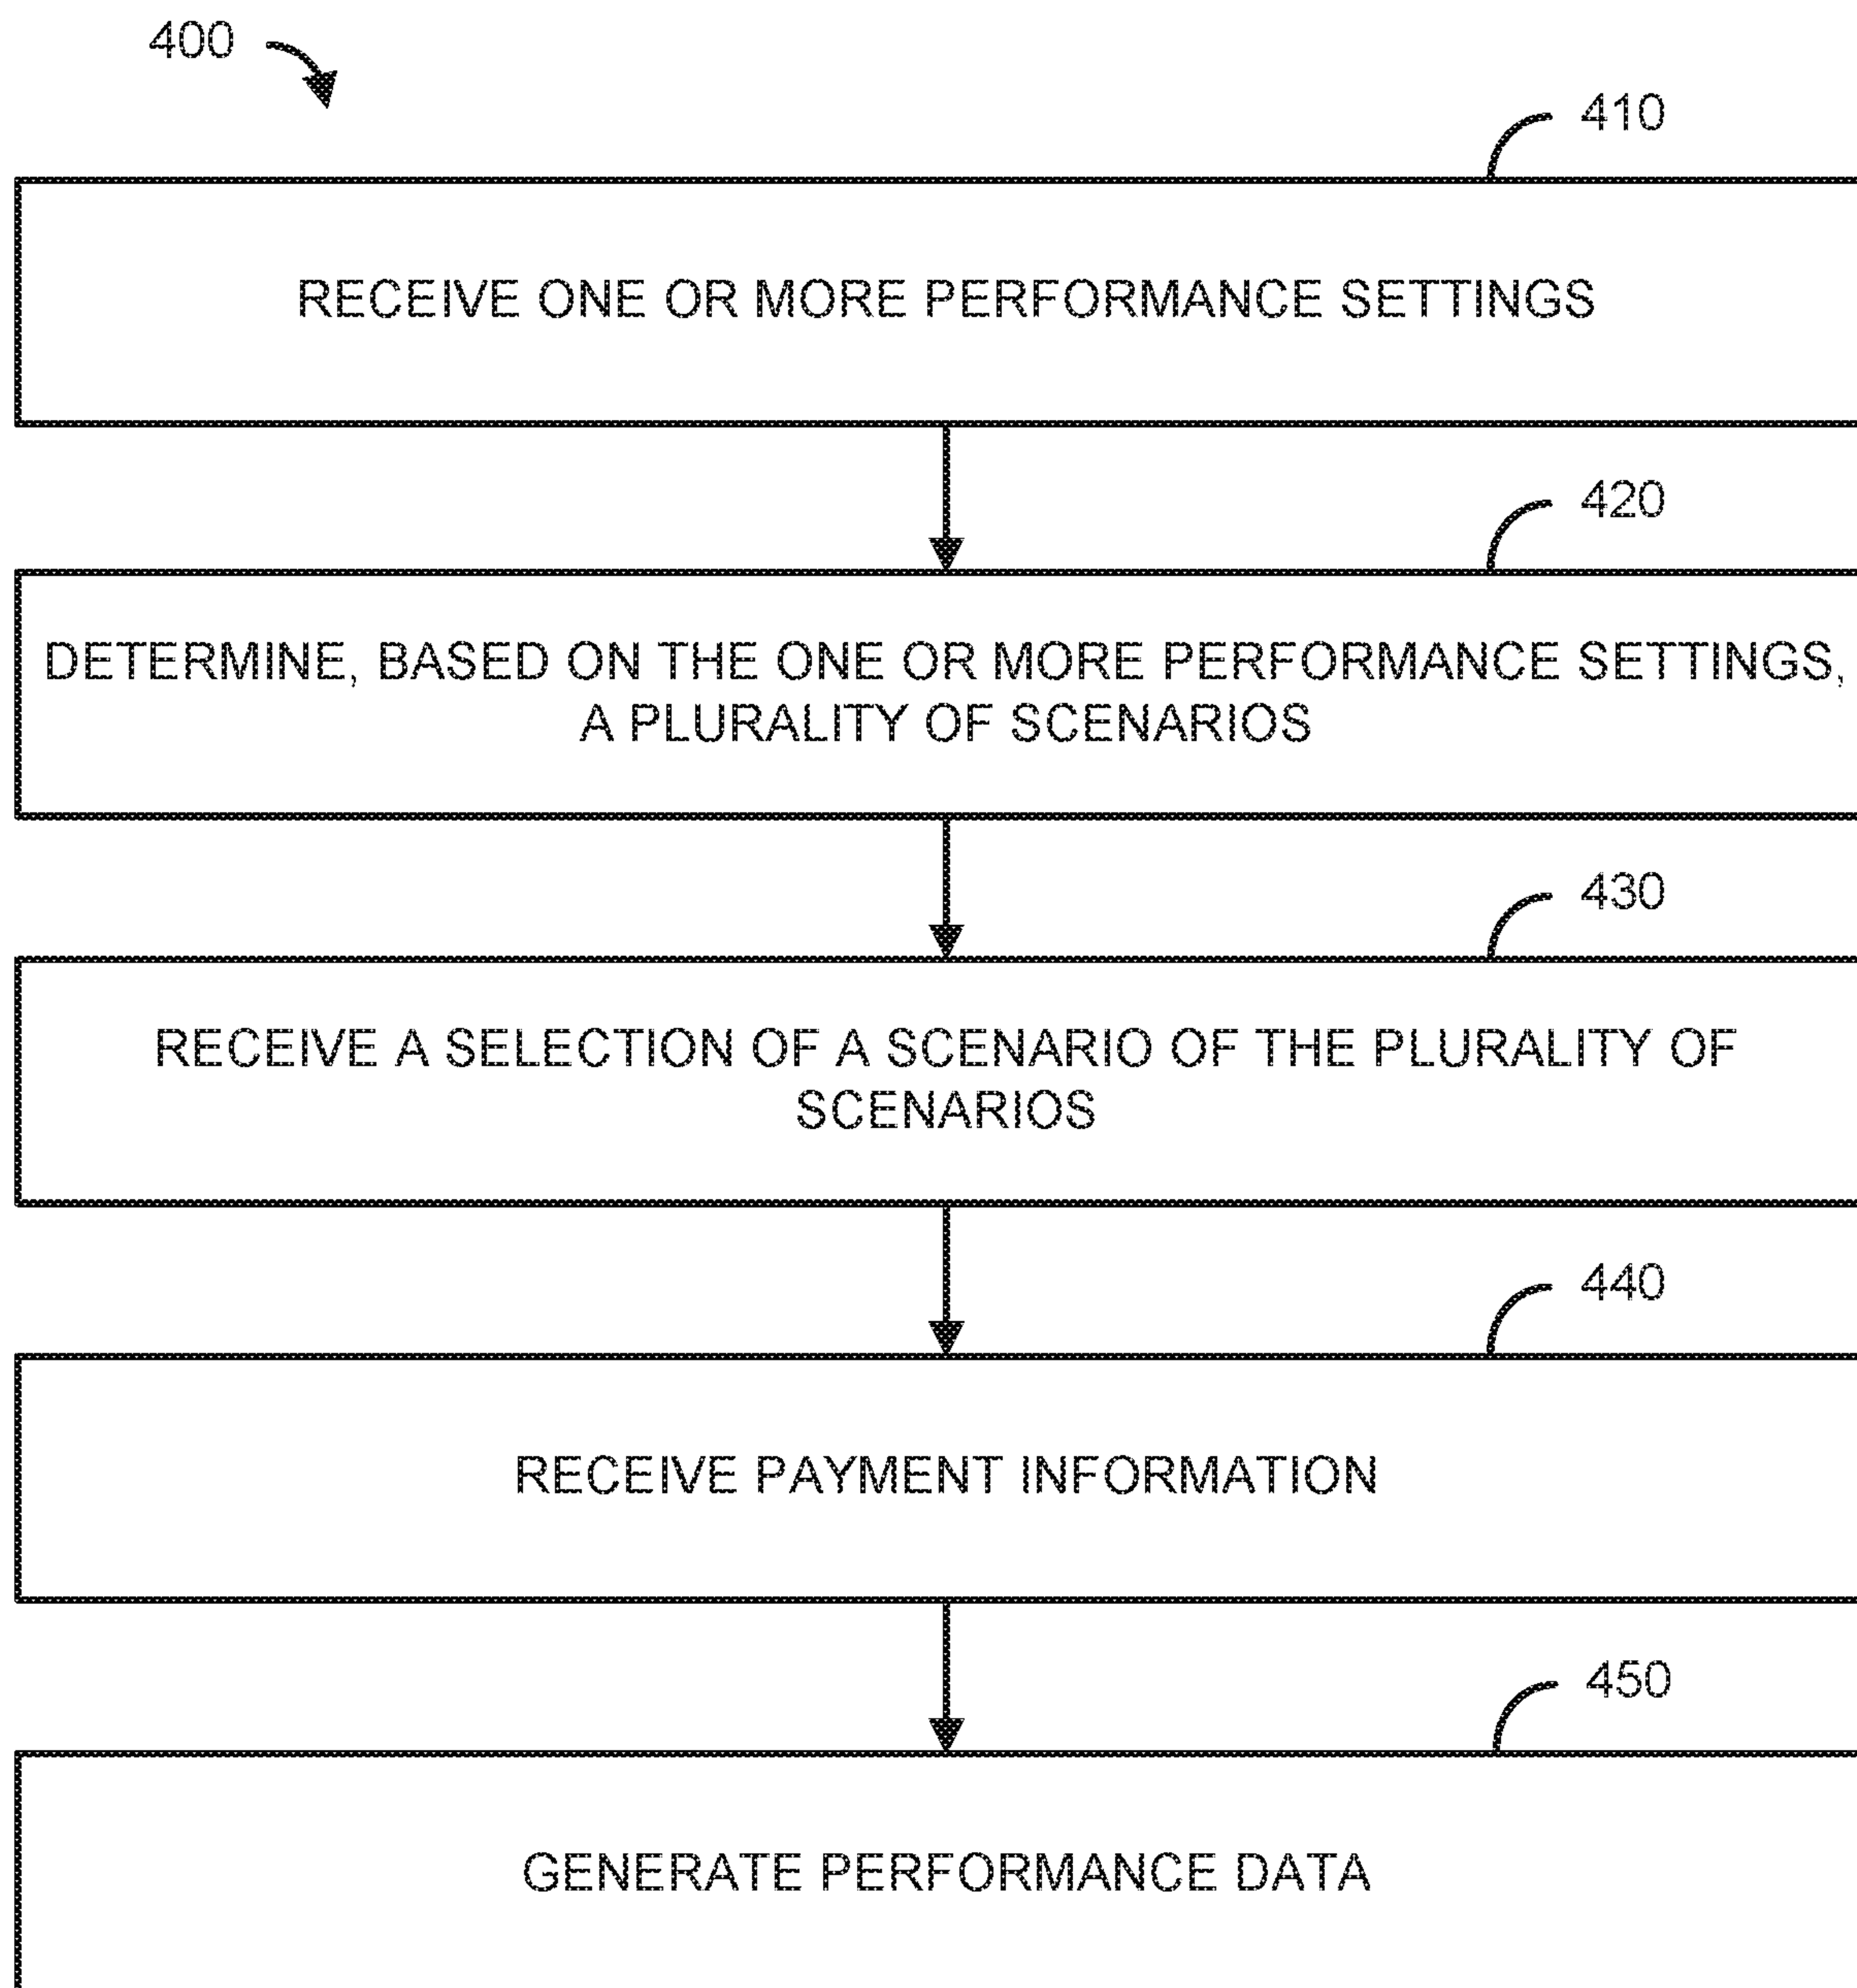 400
410
RECEIVE ONE OR MORE PERFORMANCE SETTINGS
420
DETERMINE, BASED ON THE ONE OR MORE PERFORMANCE SETTINGS,
A PLURALITY OF SCENARIOS
430
RECEIVE A SELECTION OF A SCENARIO OF THE PLURALITY OF
SCENARIOS
440
RECEIVE PAYMENT INFORMATION
450
GENERATE PERFORMANCE DATA